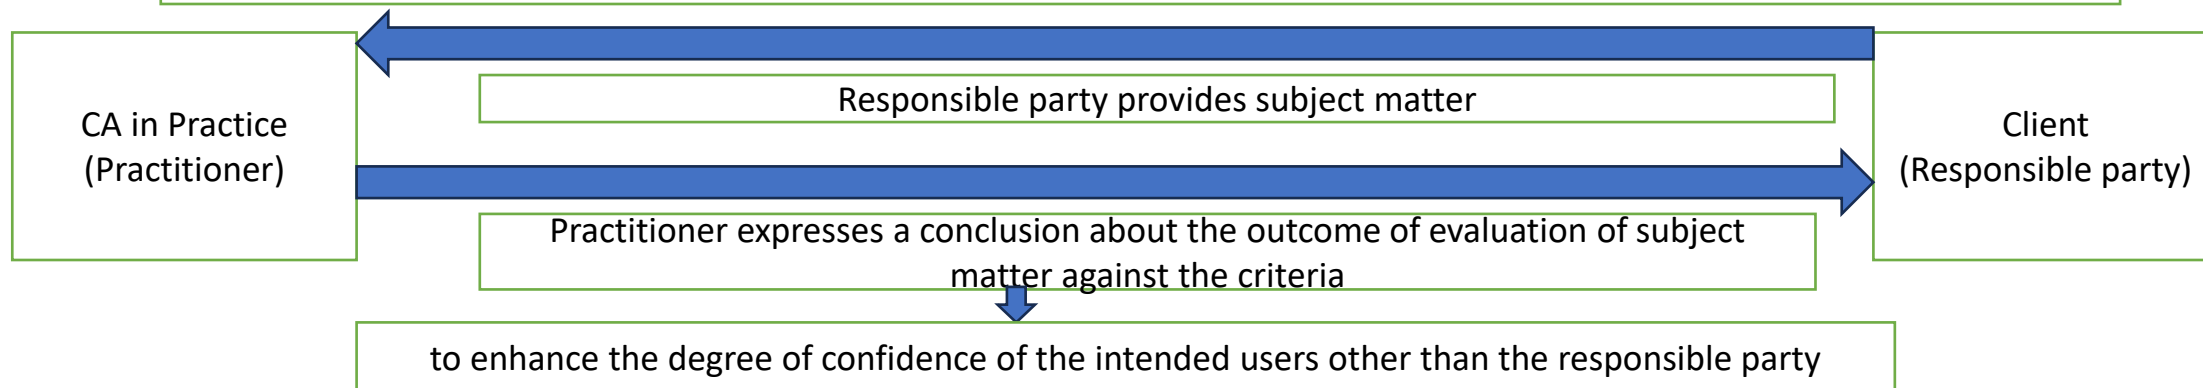 Responsible party provides subject matter
CA in Practice
(Practitioner)
Client
(Responsible party)
Practitioner expresses a conclusion about the outcome of evaluation of subject
matter against the criteria
to enhance the degree of confidence of the intended users other than the responsible party